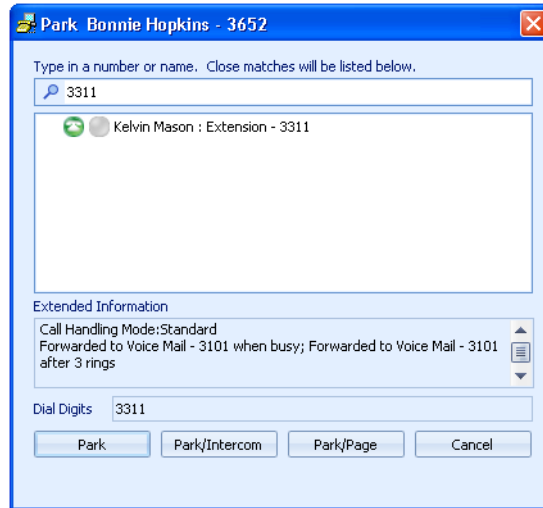 Park Bonnie Hopkins - 3652
Type in a number or name. Close matches will be listed below.
3311
Kelvin Mason : Extension - 3311
Extended Information
Call Handling Mode:Standard
Forwarded to Voice Mail - 3101 when busy; Forwarded to Voice Mail - 3101
after 3 rings
Dial Digits 3311
Park Park/Intercom Park/Page Cancel